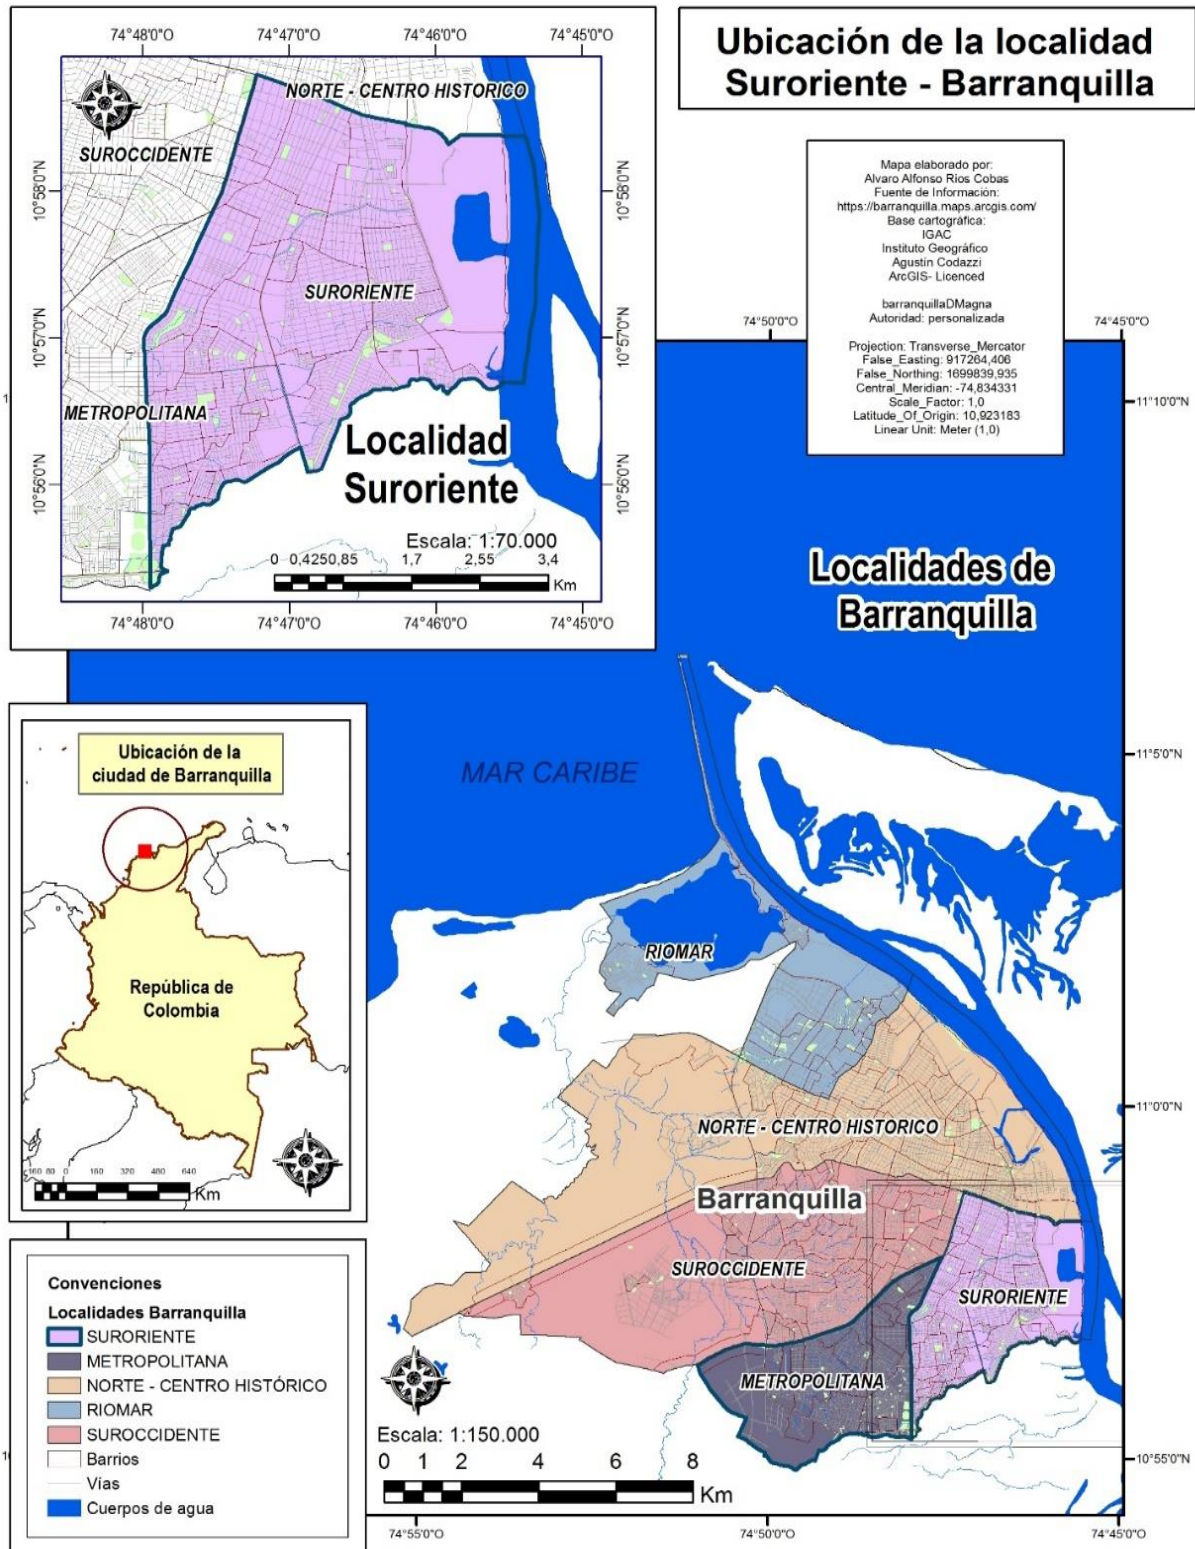 Ubicación de la localidad
Suroriente - Barranquilla
74°48'0"O 74°47'0"O 74°46'0"O 74°45'0"O
NORTE - CENTRO HISTORICO
SUROCCIDENTE
10°58'0"N 10°58'0"N
SURORIENTE
10°57'0"N 10°57'0"N
METROPOLITANA
Localidad
Suroriente
10°56'0"N 10°56'0"N
Escala: 1:70.000
0 0,425 0,85 1,7 2,55 3,4
Km
74°48'0"O 74°47'0"O 74°46'0"O 74°45'0"O
Mapa elaborado por:
Alvaro Alfonso Rios Cobas
Fuente de Información:
https://barranquilla.maps.arcgis.com/
Base cartográfica:
IGAC
Instituto Geográfico
Agustín Codazzi
ArcGIS- Licenced
barranquillaDMagna
Autoridad: personalizada
Projection: Transverse_Mercator
False_Easting: 917264,406
False_Northing: 1699839,935
Central_Meridian: -74,834331
Scale_Factor: 1,0
Latitude_Of_Origin: 10,923183
Linear Unit: Meter (1,0)
74°50'0"O 74°45'0"O
11°10'0"N
Localidades de
Barranquilla
11°5'0"N
MAR CARIBE
RIOMAR
11°0'0"N
NORTE - CENTRO HISTORICO
Barranquilla
SUROCCIDENTE
SURORIENTE
METROPOLITANA
10°55'0"N
Escala: 1:150.000
0 1 2 4 6 8
Km
74°55'0"O 74°50'0"O 74°45'0"O
Ubicación de la
ciudad de Barranquilla
República de
Colombia
160 80 0 160 320 480 640
Km
Convenciones
Localidades Barranquilla
SURORIENTE
METROPOLITANA
NORTE - CENTRO HISTÓRICO
RIOMAR
SUROCCIDENTE
Barrios
Vías
Cuerpos de agua